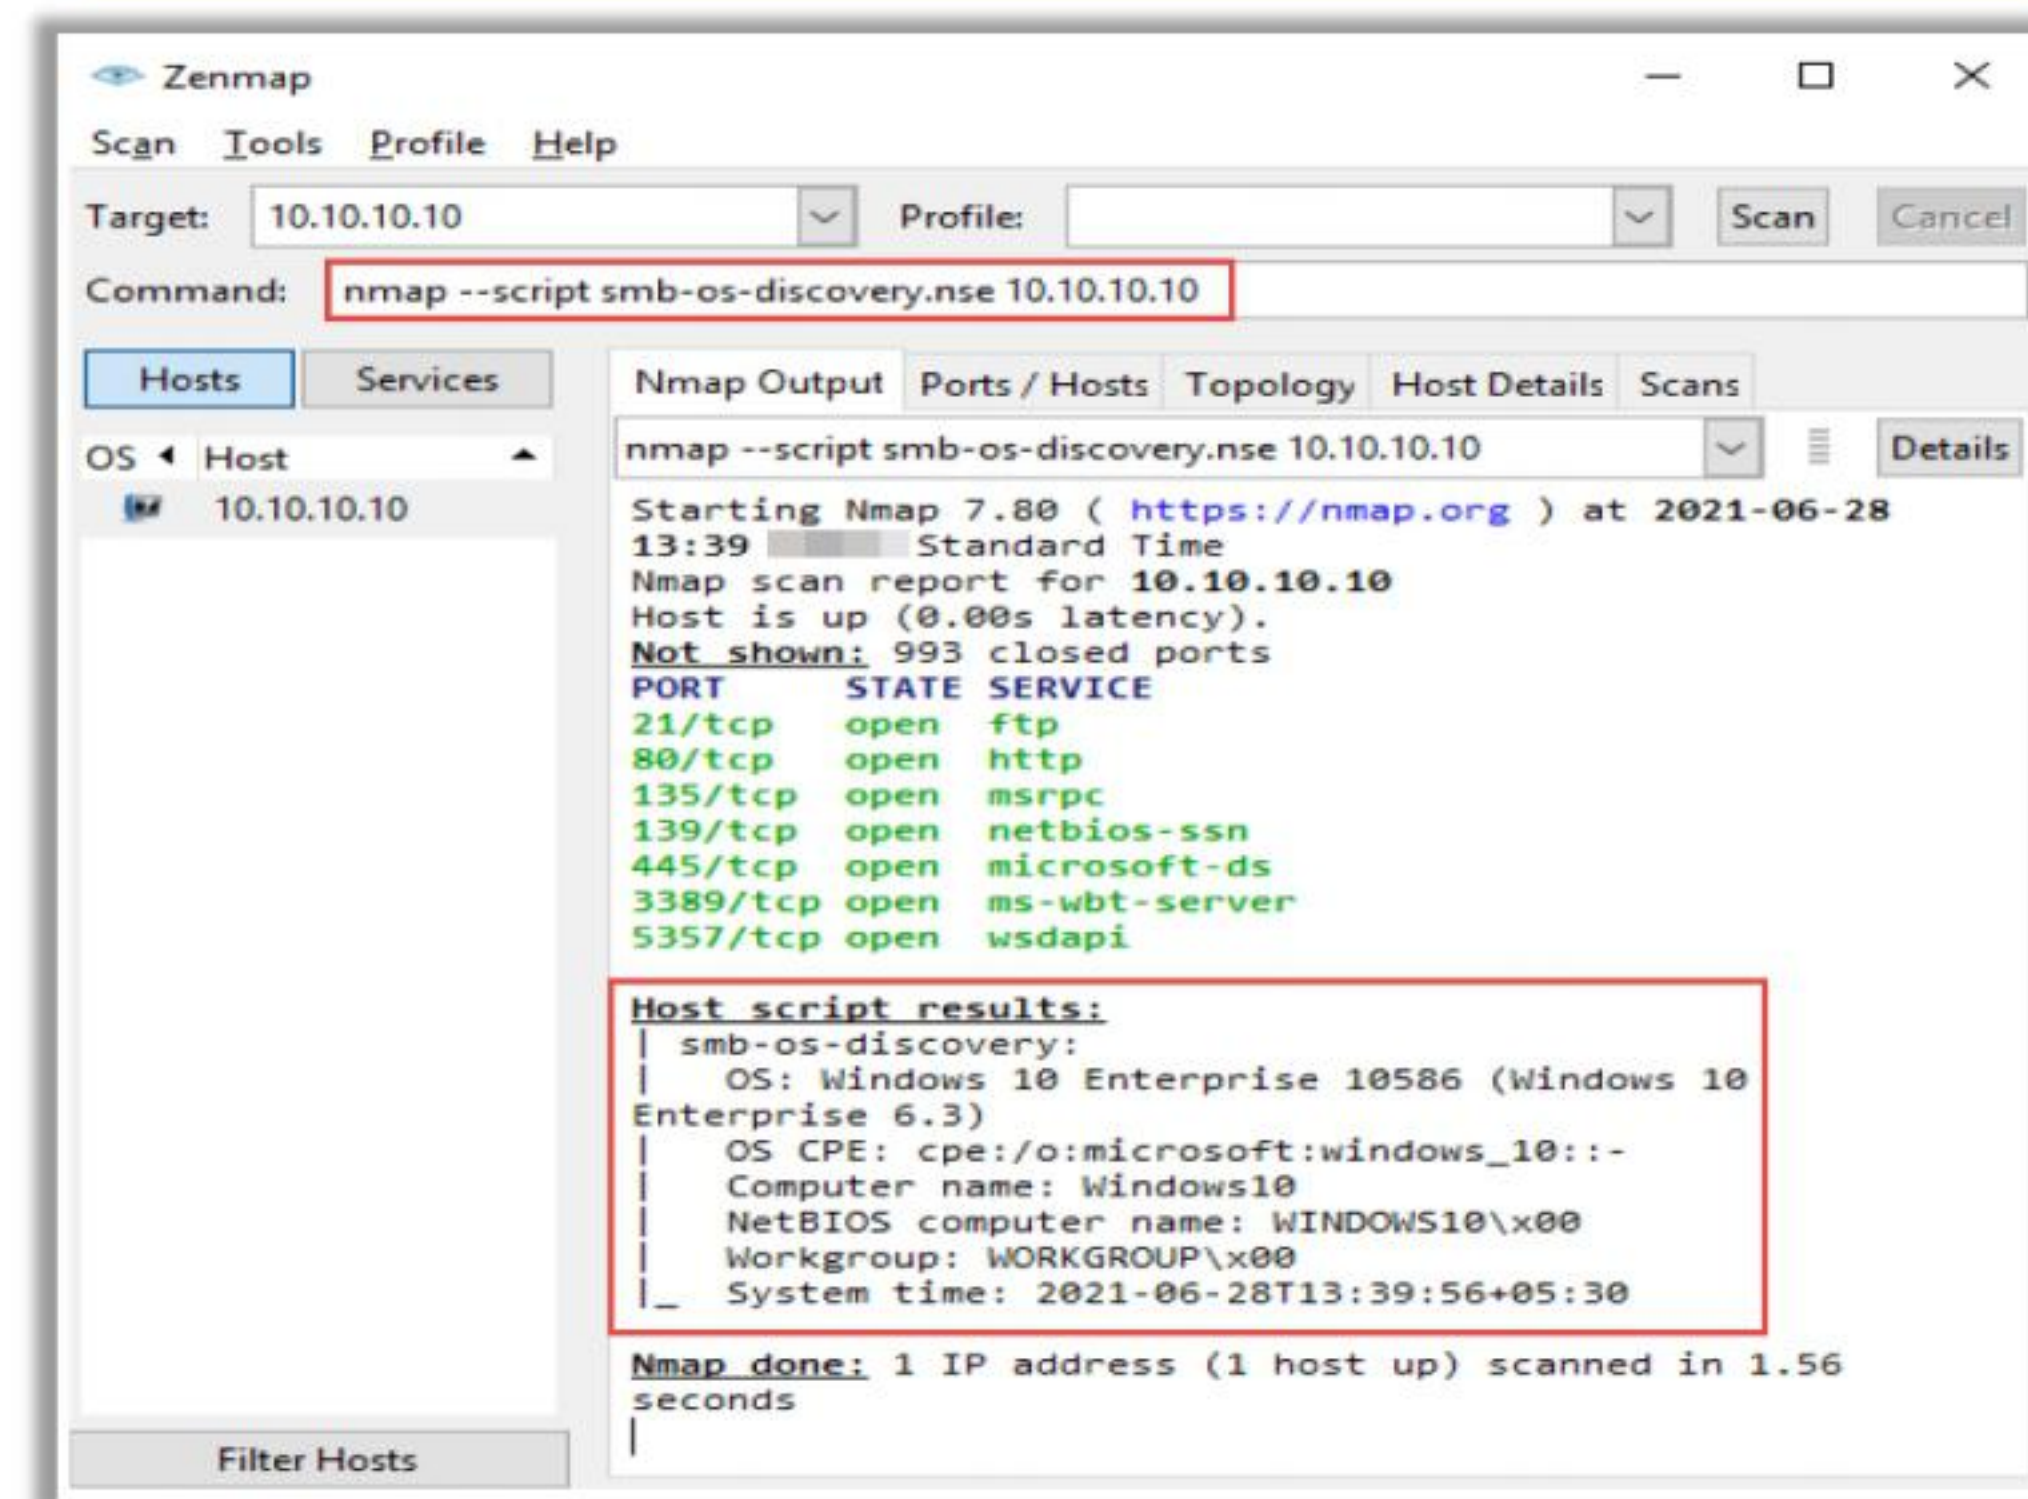 Zenmap
Scan Tools Profile Help
Target: 10.10.10.10 Profile: Scan Cancel
Command: nmap --script smb-os-discovery.nse 10.10.10.10
Hosts Services
Nmap Output Ports / Hosts Topology Host Details Scans
OS Host
10.10.10.10
nmap --script smb-os-discovery.nse 10.10.10.10 Details
Starting Nmap 7.80 ( https://nmap.org ) at 2021-06-28
13:39 Standard Time
Nmap scan report for 10.10.10.10
Host is up (0.00s latency).
Not shown: 993 closed ports
PORT     STATE SERVICE
21/tcp   open  ftp
80/tcp   open  http
135/tcp  open  msrpc
139/tcp  open  netbios-ssn
445/tcp  open  microsoft-ds
3389/tcp open  ms-wbt-server
5357/tcp open  wsdapi
Host script results:
| smb-os-discovery:
|   OS: Windows 10 Enterprise 10586 (Windows 10
Enterprise 6.3)
|   OS CPE: cpe:/o:microsoft:windows_10::-
|   Computer name: Windows10
|   NetBIOS computer name: WINDOWS10\x00
|   Workgroup: WORKGROUP\x00
|_  System time: 2021-06-28T13:39:56+05:30
Nmap done: 1 IP address (1 host up) scanned in 1.56
seconds
Filter Hosts